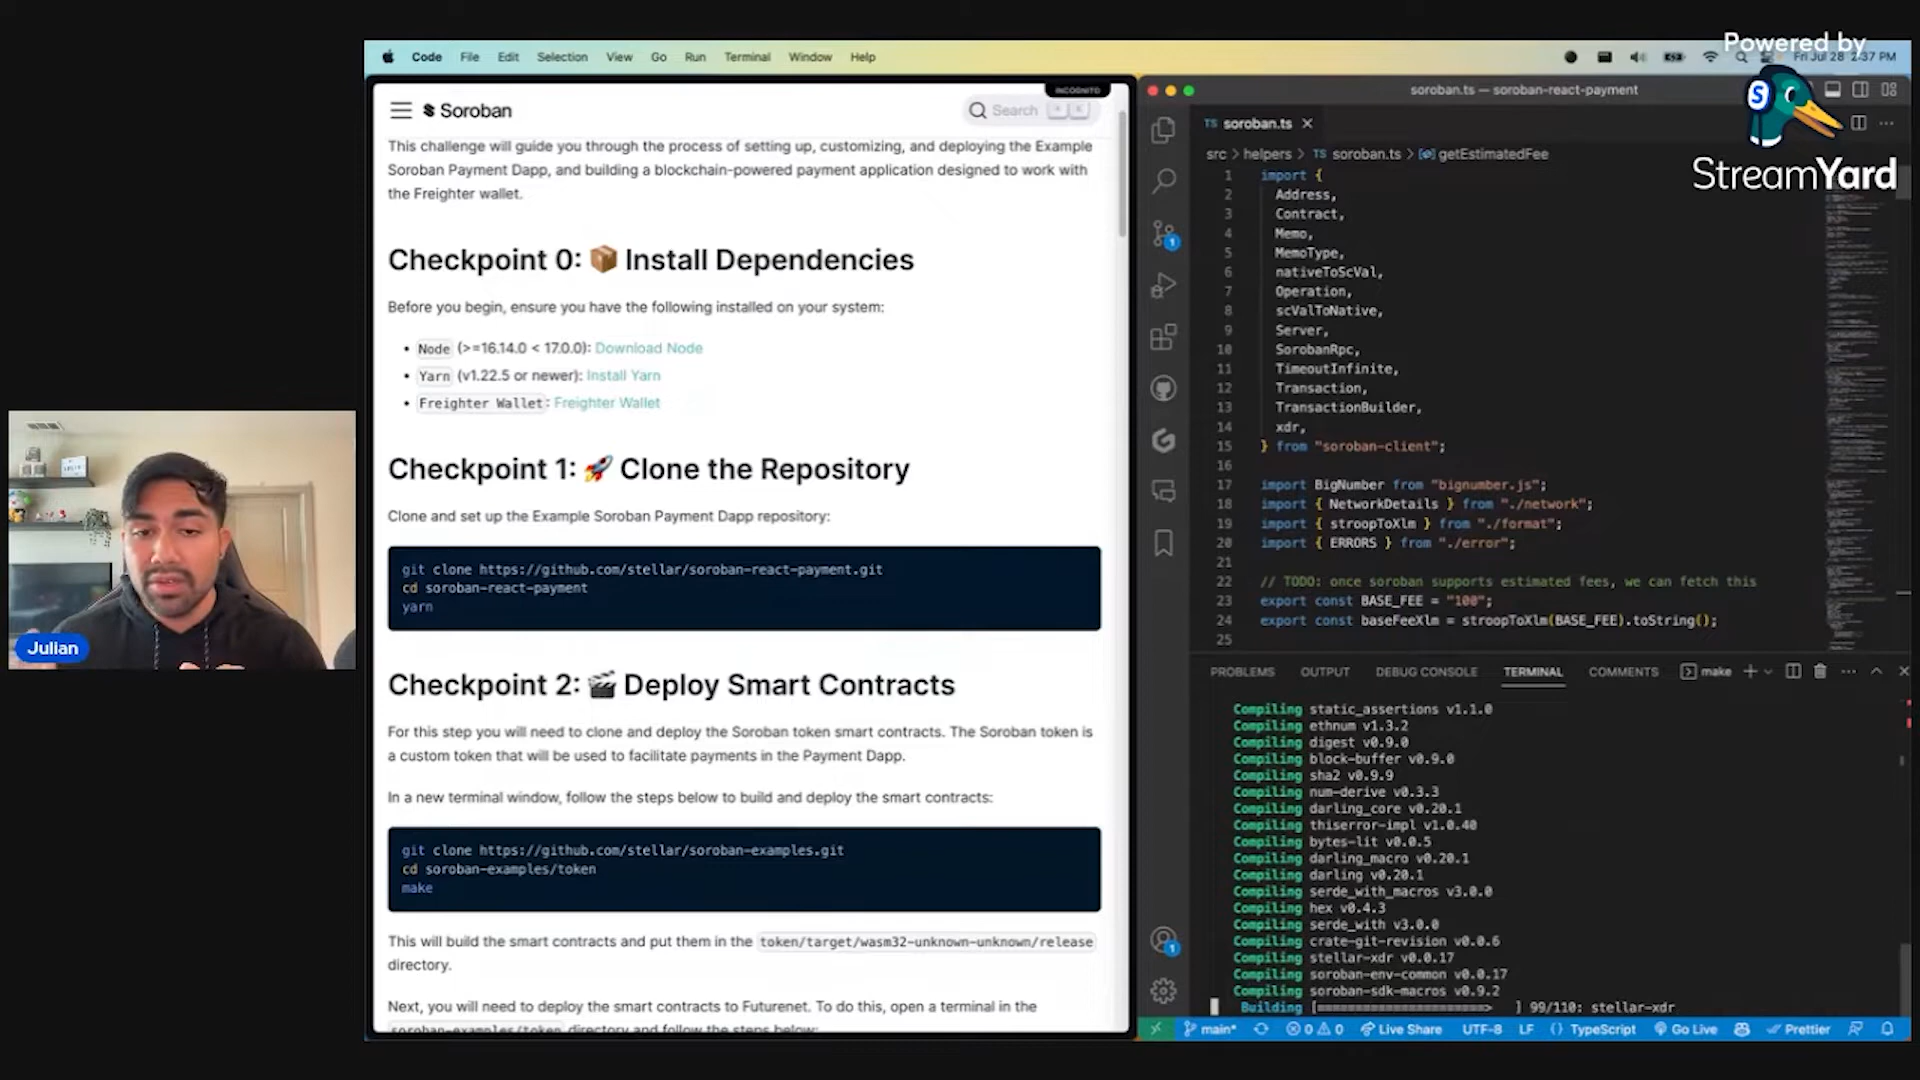 Code File Edit Selection View Go Run Terminal Window Help
Fri Jul 28 2:37 PM
Powered by
StreamYard
INCOGNITO
Soroban
Search
This challenge will guide you through the process of setting up, customizing, and deploying the Example
Soroban Payment Dapp, and building a blockchain-powered payment application designed to work with
the Freighter wallet.
Checkpoint 0: 📦 Install Dependencies
Before you begin, ensure you have the following installed on your system:
• Node (>=16.14.0 < 17.0.0): Download Node
• Yarn (v1.22.5 or newer): Install Yarn
• Freighter Wallet: Freighter Wallet
Checkpoint 1: 🚀 Clone the Repository
Clone and set up the Example Soroban Payment Dapp repository:
git clone https://github.com/stellar/soroban-react-payment.git
cd soroban-react-payment
yarn
Checkpoint 2: 🎬 Deploy Smart Contracts
For this step you will need to clone and deploy the Soroban token smart contracts. The Soroban token is
a custom token that will be used to facilitate payments in the Payment Dapp.
In a new terminal window, follow the steps below to build and deploy the smart contracts:
git clone https://github.com/stellar/soroban-examples.git
cd soroban-examples/token
make
This will build the smart contracts and put them in the token/target/wasm32-unknown-unknown/release
directory.
Next, you will need to deploy the smart contracts to Futurenet. To do this, open a terminal in the
soroban-examples/token directory and follow the steps below:
Julian
soroban.ts — soroban-react-payment
TS soroban.ts
src > helpers > TS soroban.ts > getEstimatedFee
1 import {
2 Address,
3 Contract,
4 Memo,
5 MemoType,
6 nativeToScVal,
7 Operation,
8 scValToNative,
9 Server,
10 SorobanRpc,
11 TimeoutInfinite,
12 Transaction,
13 TransactionBuilder,
14 xdr,
15 } from "soroban-client";
16
17 import BigNumber from "bignumber.js";
18 import { NetworkDetails } from "./network";
19 import { stroopToXlm } from "./format";
20 import { ERRORS } from "./error";
21
22 // TODO: once soroban supports estimated fees, we can fetch this
23 export const BASE_FEE = "100";
24 export const baseFeeXlm = stroopToXlm(BASE_FEE).toString();
25
PROBLEMS OUTPUT DEBUG CONSOLE TERMINAL COMMENTS make
Compiling static_assertions v1.1.0
Compiling ethnum v1.3.2
Compiling digest v0.9.0
Compiling block-buffer v0.9.0
Compiling sha2 v0.9.9
Compiling num-derive v0.3.3
Compiling darling_core v0.20.1
Compiling thiserror-impl v1.0.40
Compiling bytes-lit v0.0.5
Compiling darling_macro v0.20.1
Compiling darling v0.20.1
Compiling serde_with_macros v3.0.0
Compiling hex v0.4.3
Compiling serde_with v3.0.0
Compiling crate-git-revision v0.0.6
Compiling stellar-xdr v0.0.17
Compiling soroban-env-common v0.0.17
Compiling soroban-sdk-macros v0.9.2
Building [======================> ] 99/110: stellar-xdr
main* 0 0 Live Share UTF-8 LF {} TypeScript Go Live Prettier